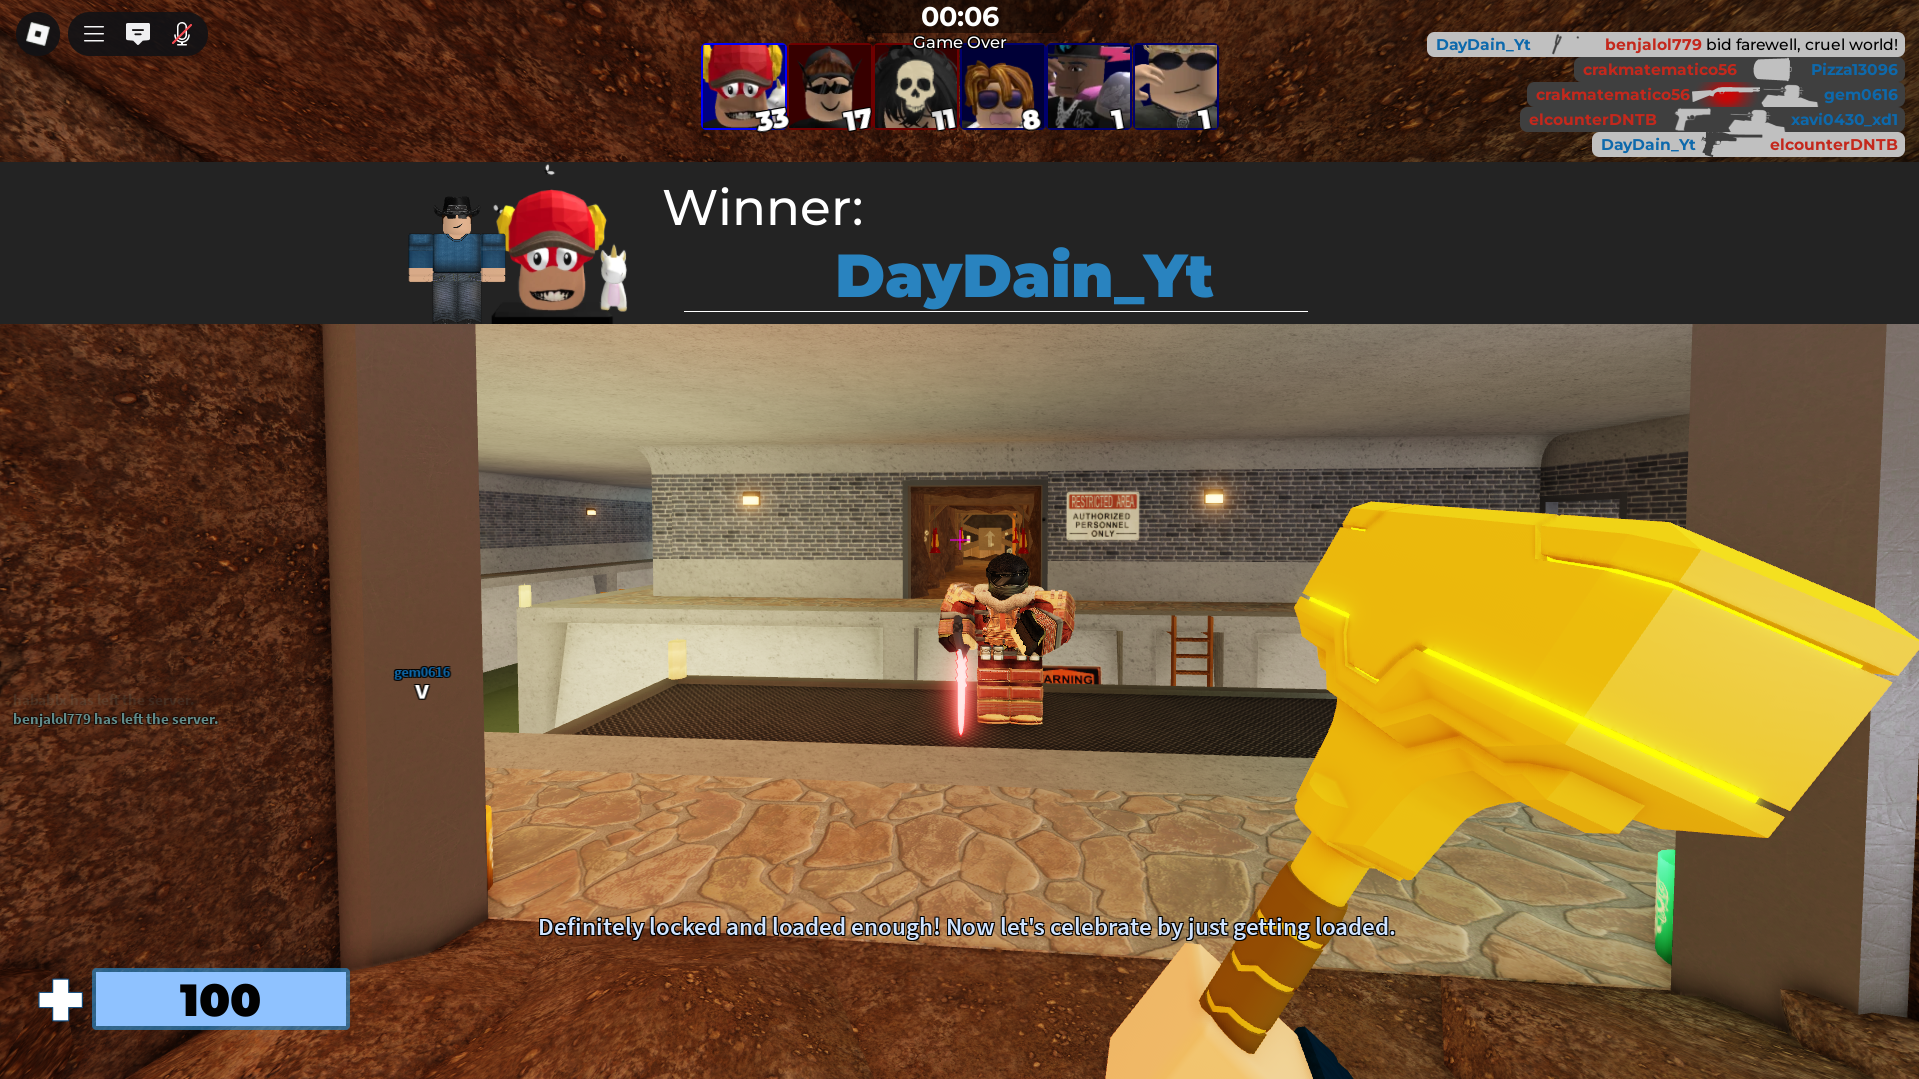 00:06
Game Over
33
17
11
8
1
1
DayDain_Yt benjalol779 bid farewell, cruel world!
crakmatematico56 Pizza13096
crakmatematico56 gem0616
elcounterDNTB xavi0430_xd1
DayDain_Yt elcounterDNTB
Winner:
DayDain_Yt
RESTRICTED AREA
AUTHORIZED
PERSONNEL
ONLY
gem0616
V
ARNING
benjalol779 has left the server.
Definitely locked and loaded enough! Now let's celebrate by just getting loaded.
100